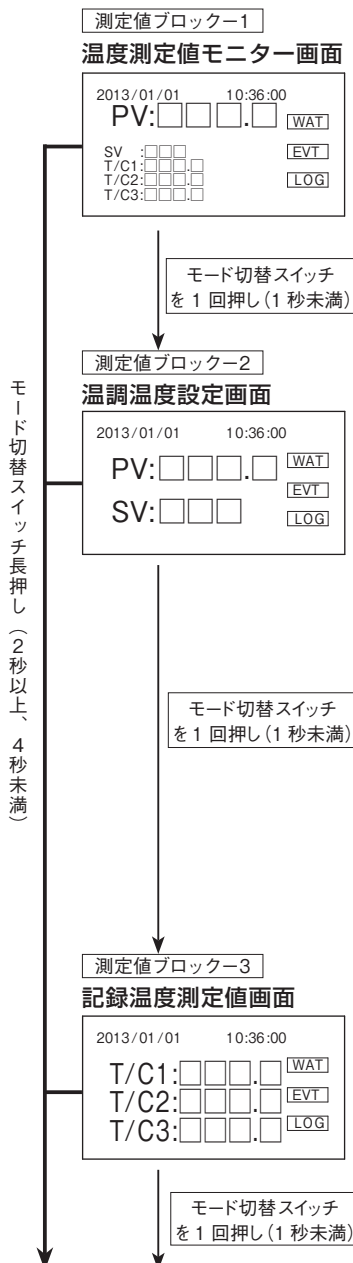 測定値ブロックー1
温度測定値モニター画面
2013/01/01 10:36:00
PV:□□□.□
WAT
SV :□□□
EVT
T/C1:□□□.□
T/C2:□□□.□
LOG
T/C3:□□□.□
モード切替スイッチ
を1回押し(1秒未満)
測定値ブロックー2
温調温度設定画面
2013/01/01 10:36:00
PV:□□□.□
WAT
EVT
SV:□□□
LOG
モード切替スイッチ長押し(2秒以上、4秒未満)
モード切替スイッチ
を1回押し(1秒未満)
測定値ブロックー3
記録温度測定値画面
2013/01/01 10:36:00
T/C1:□□□.□ WAT
T/C2:□□□.□ EVT
T/C3:□□□.□ LOG
モード切替スイッチ
を1回押し(1秒未満)